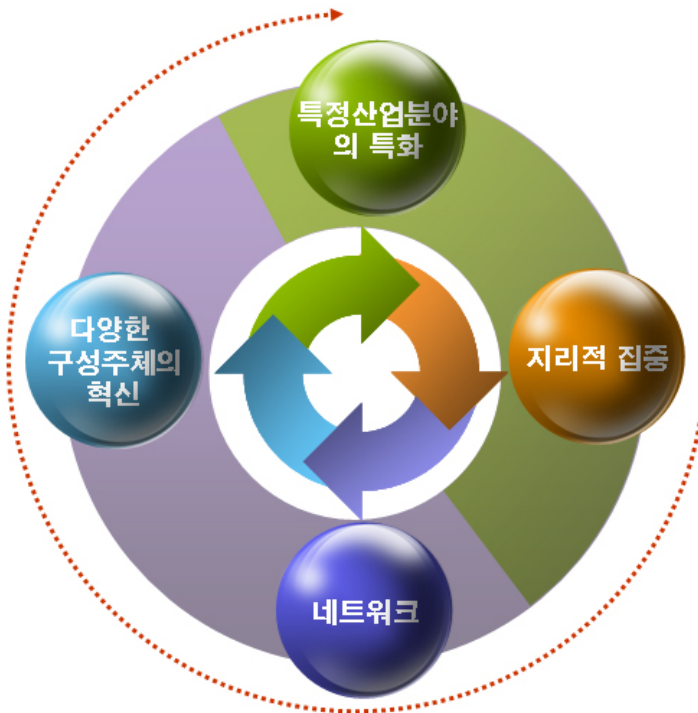 특정산업분야
의 특화
다양한
구성주체의
혁신
지리적 집중
네트워크